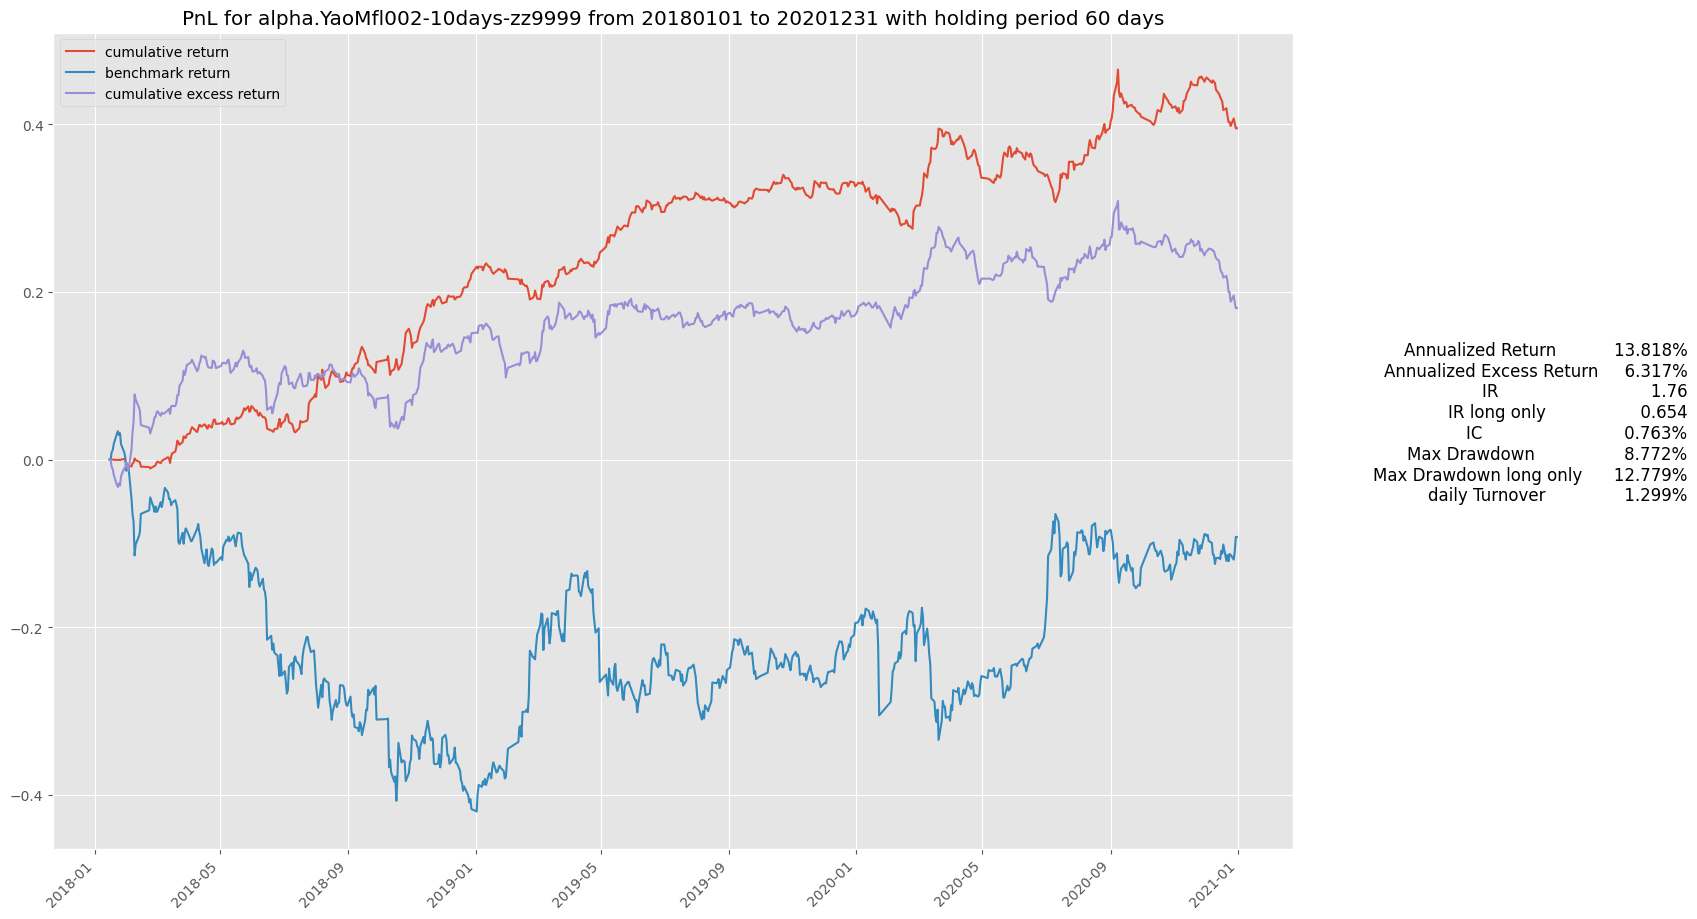 PnL for alpha.YaoMfl002-10days-zz9999 from 20180101 to 20201231 with holding period 60 days
cumulative return
benchmark return
cumulative excess return
0.4
0.2
0.0
−0.2
−0.4
2018-01
2018-05
2018-09
2019-01
2019-05
2019-09
2020-01
2020-05
2020-09
2021-01
Annualized Return 13.818%
Annualized Excess Return 6.317%
IR 1.76
IR long only 0.654
IC 0.763%
Max Drawdown 8.772%
Max Drawdown long only 12.779%
daily Turnover 1.299%